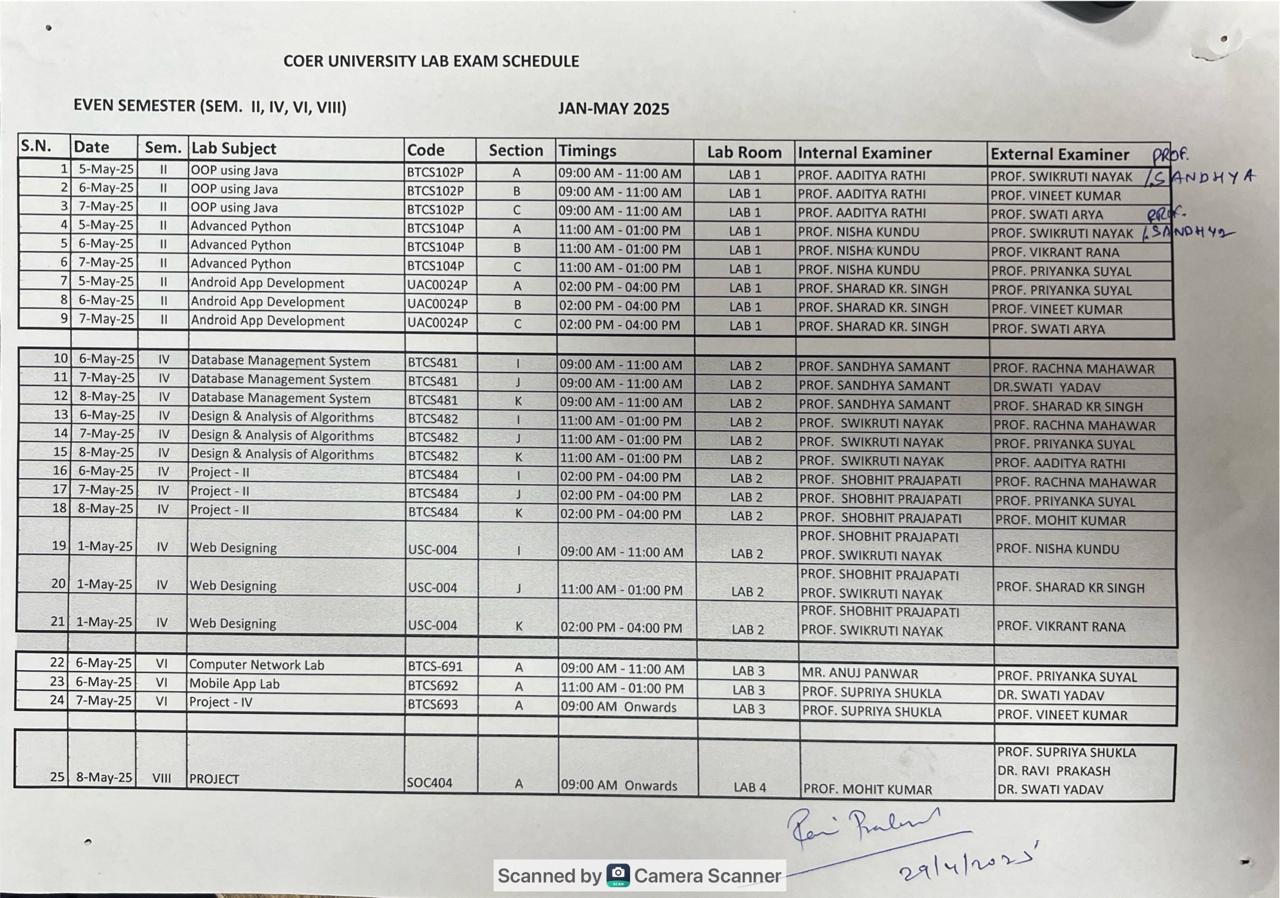 COER UNIVERSITY LAB EXAM SCHEDULE
EVEN SEMESTER (SEM. II, IV, VI, VIII) JAN-MAY 2025
S.N. Date Sem. Lab Subject Code Section Timings Lab Room Internal Examiner External Examiner PROF.
1 5-May-25 II OOP using Java BTCS102P A 09:00 AM - 11:00 AM LAB 1 PROF. AADITYA RATHI PROF. SWIKRUTI NAYAK /.SANDHYA
2 6-May-25 II OOP using Java BTCS102P B 09:00 AM - 11:00 AM LAB 1 PROF. AADITYA RATHI PROF. VINEET KUMAR
3 7-May-25 II OOP using Java BTCS102P C 09:00 AM - 11:00 AM LAB 1 PROF. AADITYA RATHI PROF. SWATI ARYA PROF.
4 5-May-25 II Advanced Python BTCS104P A 11:00 AM - 01:00 PM LAB 1 PROF. NISHA KUNDU PROF. SWIKRUTI NAYAK /.SANDHYA
5 6-May-25 II Advanced Python BTCS104P B 11:00 AM - 01:00 PM LAB 1 PROF. NISHA KUNDU PROF. VIKRANT RANA
6 7-May-25 II Advanced Python BTCS104P C 11:00 AM - 01:00 PM LAB 1 PROF. NISHA KUNDU PROF. PRIYANKA SUYAL
7 5-May-25 II Android App Development UAC0024P A 02:00 PM - 04:00 PM LAB 1 PROF. SHARAD KR. SINGH PROF. PRIYANKA SUYAL
8 6-May-25 II Android App Development UAC0024P B 02:00 PM - 04:00 PM LAB 1 PROF. SHARAD KR. SINGH PROF. VINEET KUMAR
9 7-May-25 II Android App Development UAC0024P C 02:00 PM - 04:00 PM LAB 1 PROF. SHARAD KR. SINGH PROF. SWATI ARYA
10 6-May-25 IV Database Management System BTCS481 I 09:00 AM - 11:00 AM LAB 2 PROF. SANDHYA SAMANT PROF. RACHNA MAHAWAR
11 7-May-25 IV Database Management System BTCS481 J 09:00 AM - 11:00 AM LAB 2 PROF. SANDHYA SAMANT DR.SWATI YADAV
12 8-May-25 IV Database Management System BTCS481 K 09:00 AM - 11:00 AM LAB 2 PROF. SANDHYA SAMANT PROF. SHARAD KR SINGH
13 6-May-25 IV Design & Analysis of Algorithms BTCS482 I 11:00 AM - 01:00 PM LAB 2 PROF. SWIKRUTI NAYAK PROF. RACHNA MAHAWAR
14 7-May-25 IV Design & Analysis of Algorithms BTCS482 J 11:00 AM - 01:00 PM LAB 2 PROF. SWIKRUTI NAYAK PROF. PRIYANKA SUYAL
15 8-May-25 IV Design & Analysis of Algorithms BTCS482 K 11:00 AM - 01:00 PM LAB 2 PROF. SWIKRUTI NAYAK PROF. AADITYA RATHI
16 6-May-25 IV Project - II BTCS484 I 02:00 PM - 04:00 PM LAB 2 PROF. SHOBHIT PRAJAPATI PROF. RACHNA MAHAWAR
17 7-May-25 IV Project - II BTCS484 J 02:00 PM - 04:00 PM LAB 2 PROF. SHOBHIT PRAJAPATI PROF. PRIYANKA SUYAL
18 8-May-25 IV Project - II BTCS484 K 02:00 PM - 04:00 PM LAB 2 PROF. SHOBHIT PRAJAPATI PROF. MOHIT KUMAR
PROF. SHOBHIT PRAJAPATI
19 1-May-25 IV Web Designing USC-004 I 09:00 AM - 11:00 AM LAB 2 PROF. SWIKRUTI NAYAK PROF. NISHA KUNDU
PROF. SHOBHIT PRAJAPATI
20 1-May-25 IV Web Designing USC-004 J 11:00 AM - 01:00 PM LAB 2 PROF. SWIKRUTI NAYAK PROF. SHARAD KR SINGH
PROF. SHOBHIT PRAJAPATI
21 1-May-25 IV Web Designing USC-004 K 02:00 PM - 04:00 PM LAB 2 PROF. SWIKRUTI NAYAK PROF. VIKRANT RANA
22 6-May-25 VI Computer Network Lab BTCS-691 A 09:00 AM - 11:00 AM LAB 3 MR. ANUJ PANWAR PROF. PRIYANKA SUYAL
23 6-May-25 VI Mobile App Lab BTCS692 A 11:00 AM - 01:00 PM LAB 3 PROF. SUPRIYA SHUKLA DR. SWATI YADAV
24 7-May-25 VI Project - IV BTCS693 A 09:00 AM Onwards LAB 3 PROF. SUPRIYA SHUKLA PROF. VINEET KUMAR
PROF. SUPRIYA SHUKLA
DR. RAVI PRAKASH
25 8-May-25 VIII PROJECT SOC404 A 09:00 AM Onwards LAB 4 PROF. MOHIT KUMAR DR. SWATI YADAV
Ravi Prakash
29/4/2025
Scanned by Camera Scanner